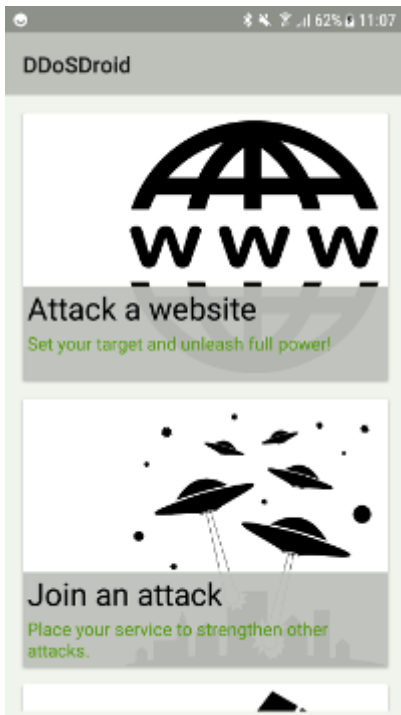 62% 11:07
DDoSDroid
WWW
Attack a website
Set your target and unleash full power!
Join an attack
Place your service to strengthen other
attacks.